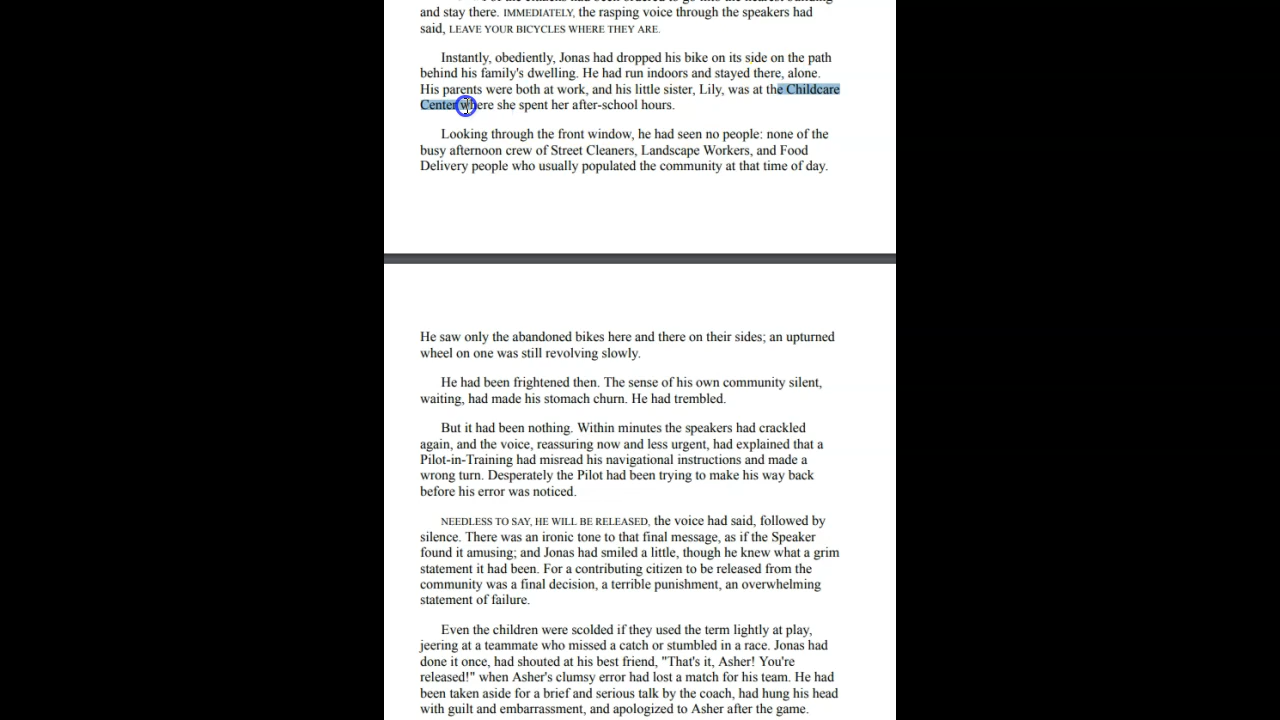 and stay there. IMMEDIATELY, the rasping voice through the speakers had
said, LEAVE YOUR BICYCLES WHERE THEY ARE.
Instantly, obediently, Jonas had dropped his bike on its side on the path
behind his family's dwelling. He had run indoors and stayed there, alone.
His parents were both at work, and his little sister, Lily, was at the Childcare
Center where she spent her after-school hours.
Looking through the front window, he had seen no people: none of the
busy afternoon crew of Street Cleaners, Landscape Workers, and Food
Delivery people who usually populated the community at that time of day.
He saw only the abandoned bikes here and there on their sides; an upturned
wheel on one was still revolving slowly.
He had been frightened then. The sense of his own community silent,
waiting, had made his stomach churn. He had trembled.
But it had been nothing. Within minutes the speakers had crackled
again, and the voice, reassuring now and less urgent, had explained that a
Pilot-in-Training had misread his navigational instructions and made a
wrong turn. Desperately the Pilot had been trying to make his way back
before his error was noticed.
NEEDLESS TO SAY, HE WILL BE RELEASED, the voice had said, followed by
silence. There was an ironic tone to that final message, as if the Speaker
found it amusing; and Jonas had smiled a little, though he knew what a grim
statement it had been. For a contributing citizen to be released from the
community was a final decision, a terrible punishment, an overwhelming
statement of failure.
Even the children were scolded if they used the term lightly at play,
jeering at a teammate who missed a catch or stumbled in a race. Jonas had
done it once, had shouted at his best friend, "That's it, Asher! You're
released!" when Asher's clumsy error had lost a match for his team. He had
been taken aside for a brief and serious talk by the coach, had hung his head
with guilt and embarrassment, and apologized to Asher after the game.